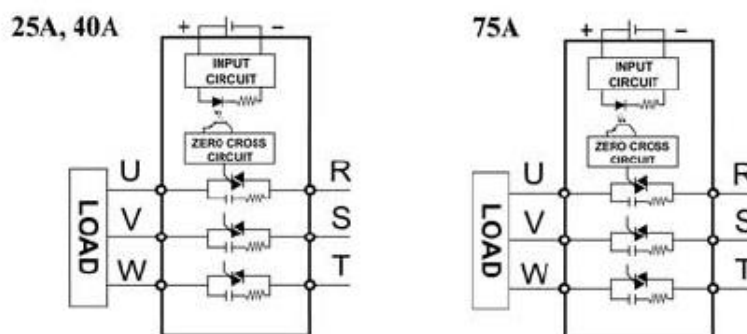 25A, 40A
+ −
INPUT
CIRCUIT
ZERO CROSS
CIRCUIT
LOAD
U R
V S
W T
75A
+ −
INPUT
CIRCUIT
ZERO CROSS
CIRCUIT
LOAD
U R
V S
W T